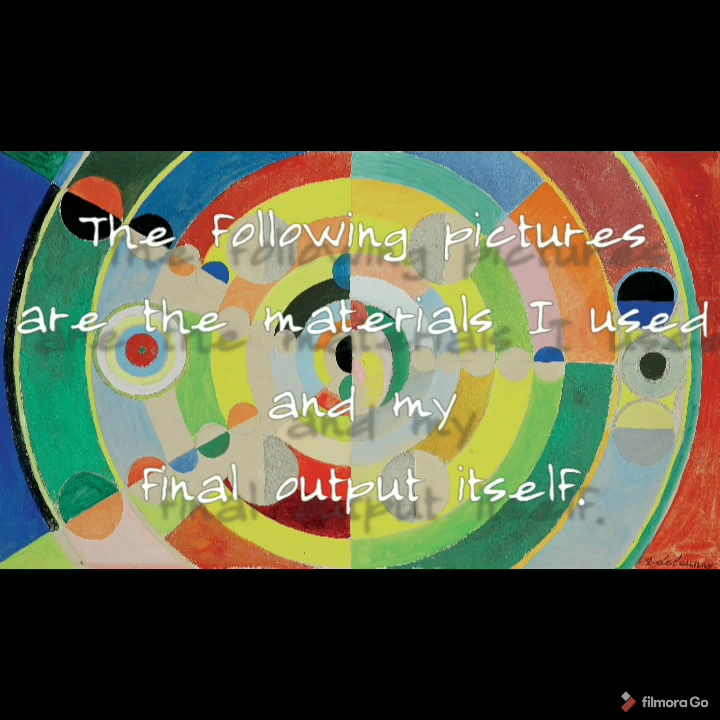 The following pictures
are the materials I used
and my
final output itself.
filmora Go